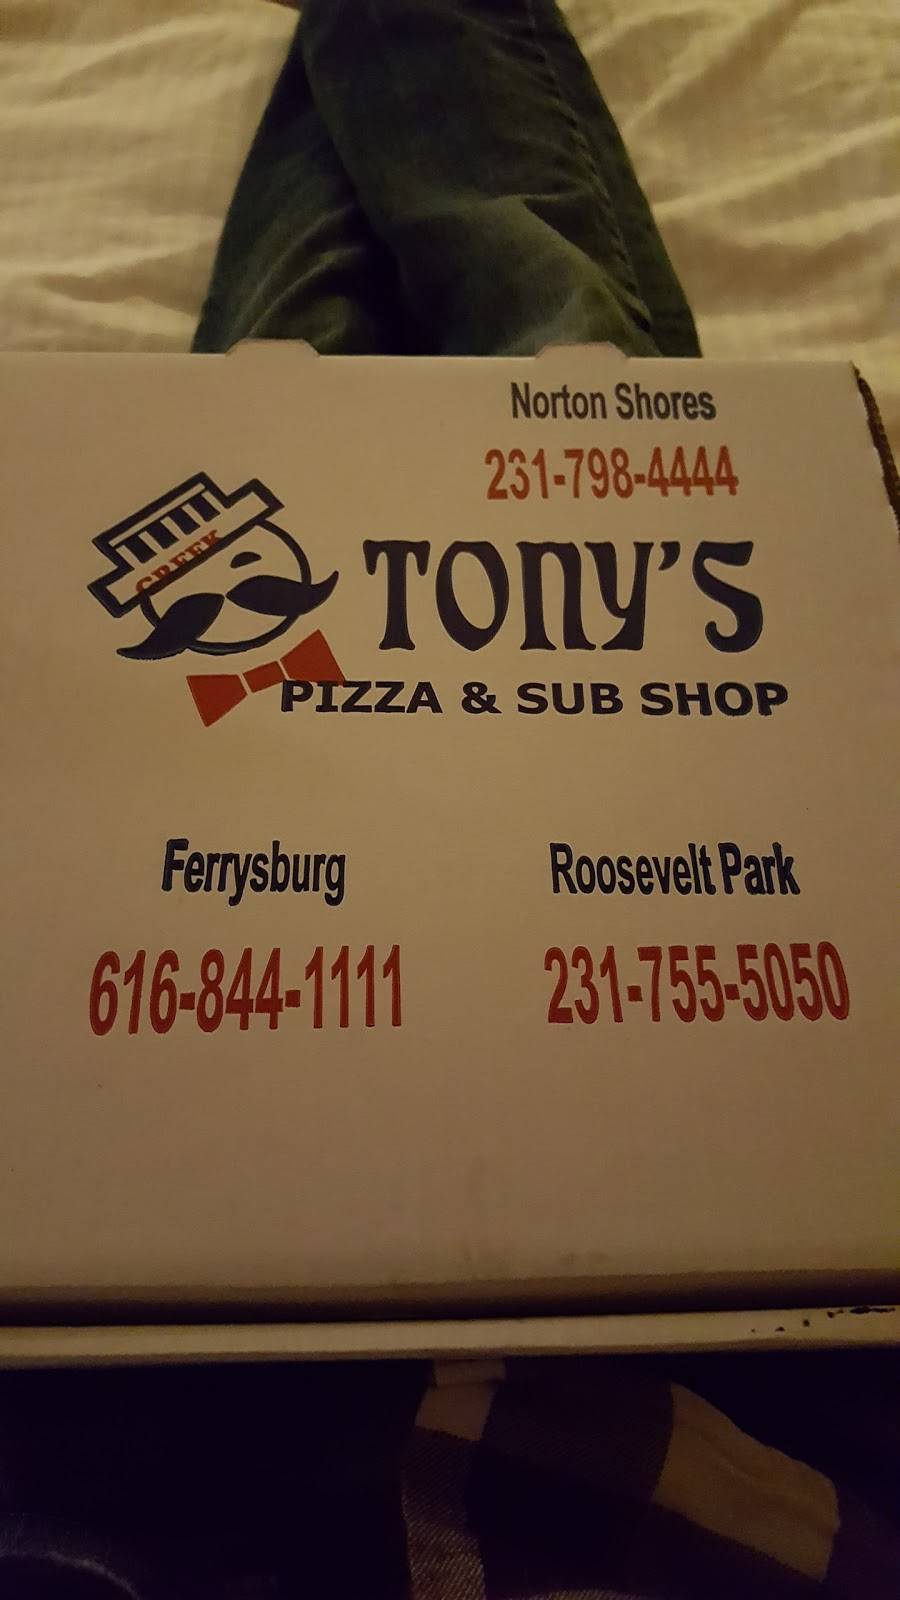 Norton Shores
231-798-4444
GREEK
TONY'S
PIZZA & SUB SHOP
Ferrysburg
Roosevelt Park
616-844-1111
231-755-5050